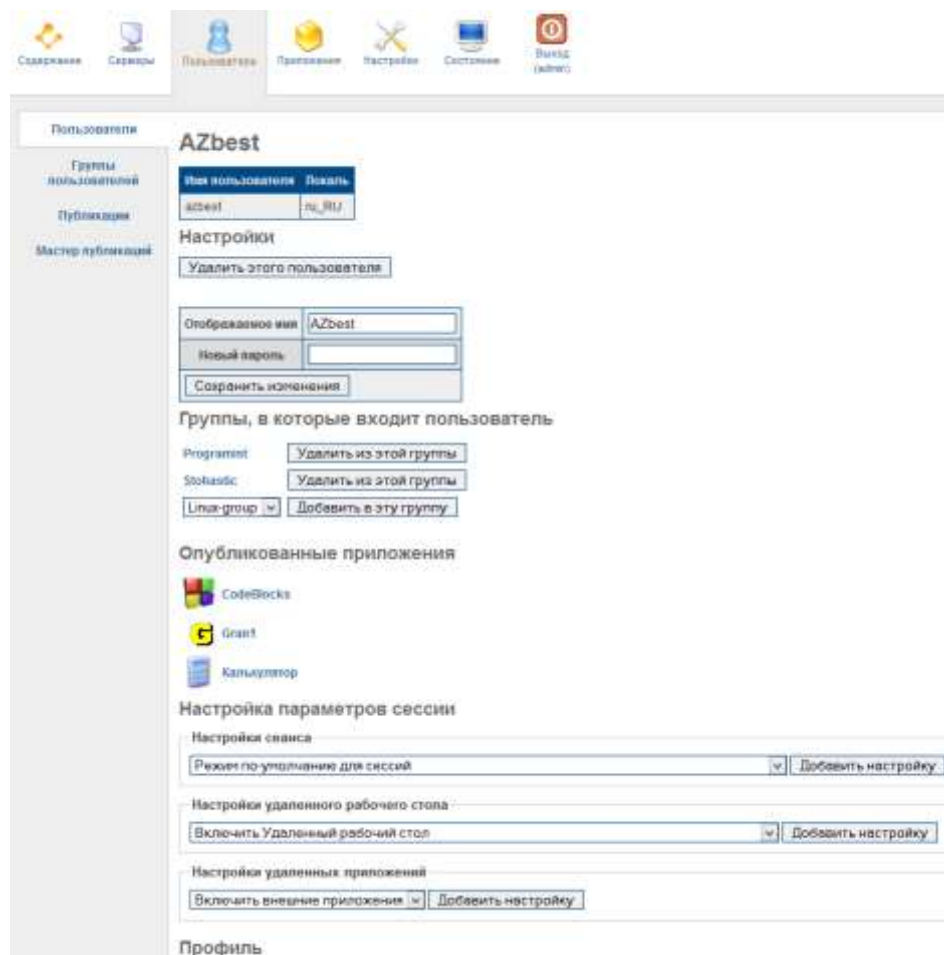 Содержание Серверы Пользователи Приложения Настройки Состояние Выход
(admin)
Пользователи
Группы
пользователей
Публикации
Мастер публикаций
AZbest
Имя пользователя Локаль
azbest ru_RU
Настройки
Удалить этого пользователя
Отображаемое имя AZbest
Новый пароль
Сохранить изменения
Группы, в которые входит пользователь
Programist Удалить из этой группы
Stohastic Удалить из этой группы
Linux-group Добавить в эту группу
Опубликованные приложения
CodeBlocks
Gran1
Калькулятор
Настройка параметров сессии
Настройки сеанса
Режим по-умолчанию для сессий Добавить настройку
Настройки удаленного рабочего стола
Включить Удаленный рабочий стол Добавить настройку
Настройки удаленных приложений
Включить внешние приложения Добавить настройку
Профиль